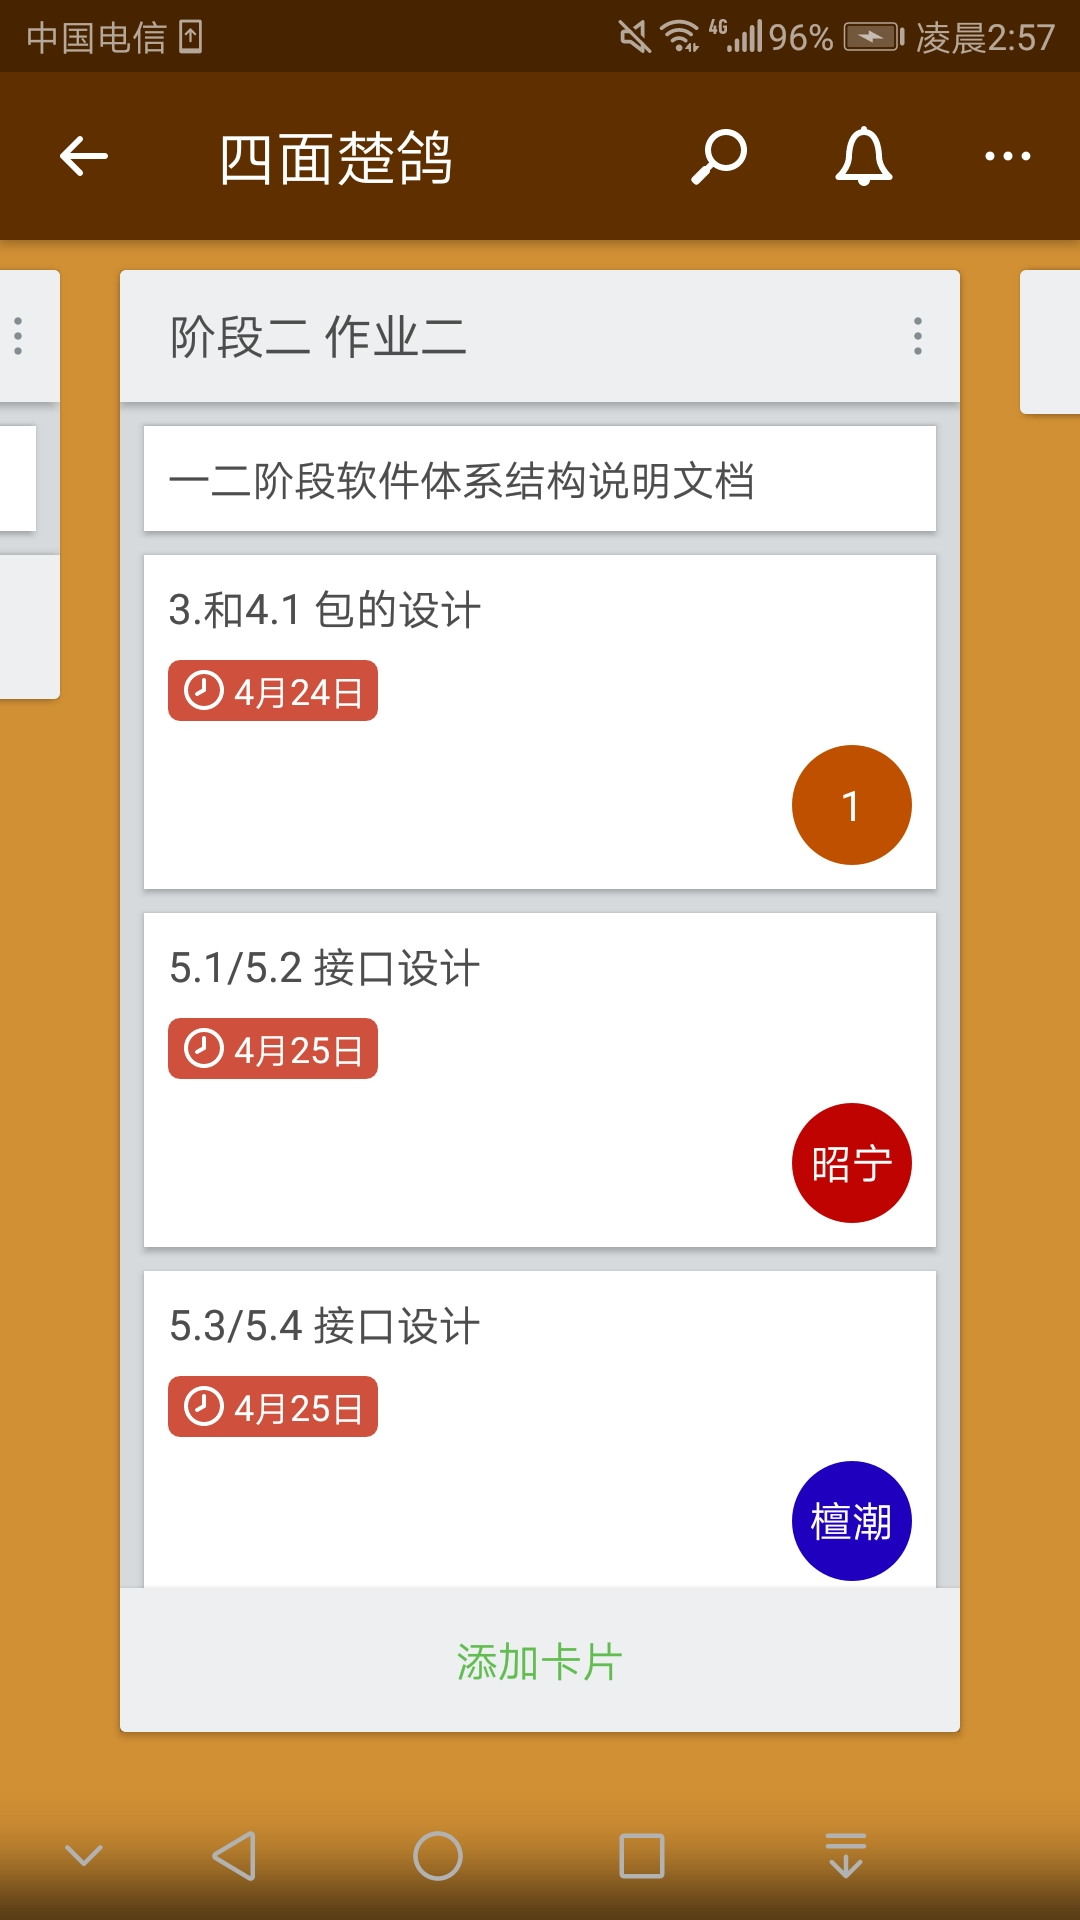 中国电信 4G 96% 凌晨2:57
四面楚鸽
阶段二 作业二
一二阶段软件体系结构说明文档
3.和4.1 包的设计
4月24日
1
5.1/5.2 接口设计
4月25日
昭宁
5.3/5.4 接口设计
4月25日
檀潮
添加卡片